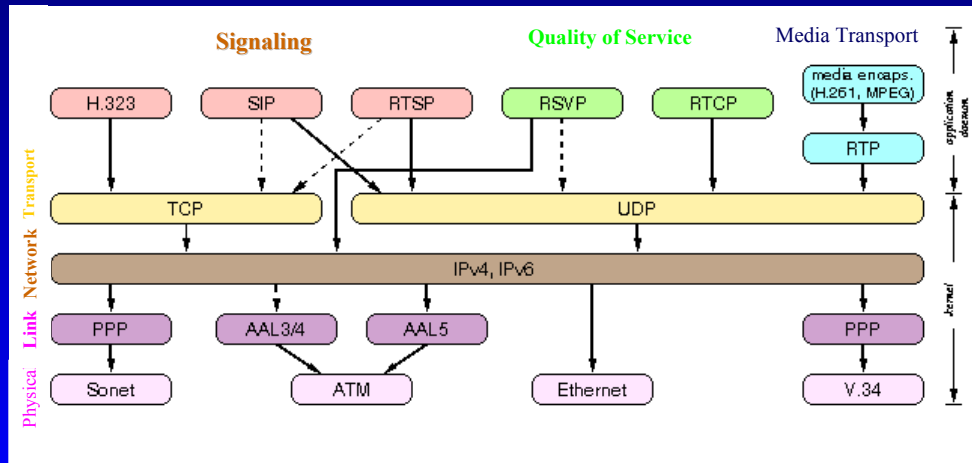 Signaling
Quality of Service
Media Transport
H.323
SIP
RTSP
RSVP
RTCP
media encaps.
(H.261, MPEG)
RTP
application
daemon
Transport
TCP
UDP
Network
IPv4, IPv6
kernel
Link
PPP
AAL3/4
AAL5
PPP
Physica
Sonet
ATM
Ethernet
V.34